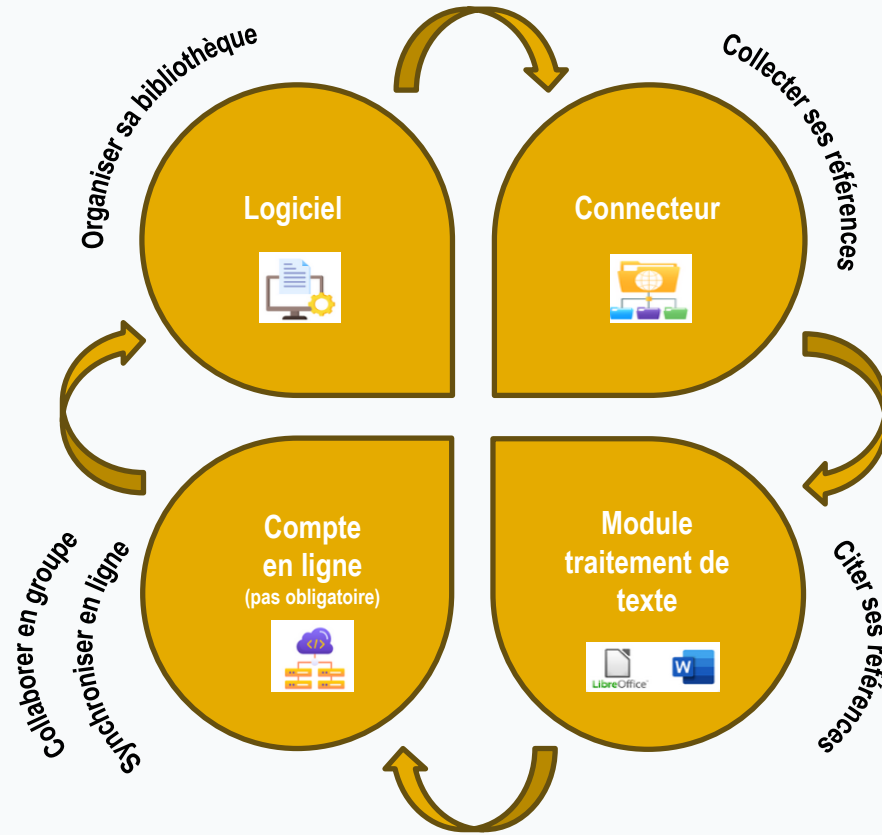 Organiser sa bibliothèque
Collecter ses références
Logiciel
Connecteur
Compte
en ligne
(pas obligatoire)
Module
traitement de
texte
LibreOffice
W
Collaborer en groupe
Synchroniser en ligne
Citer ses références